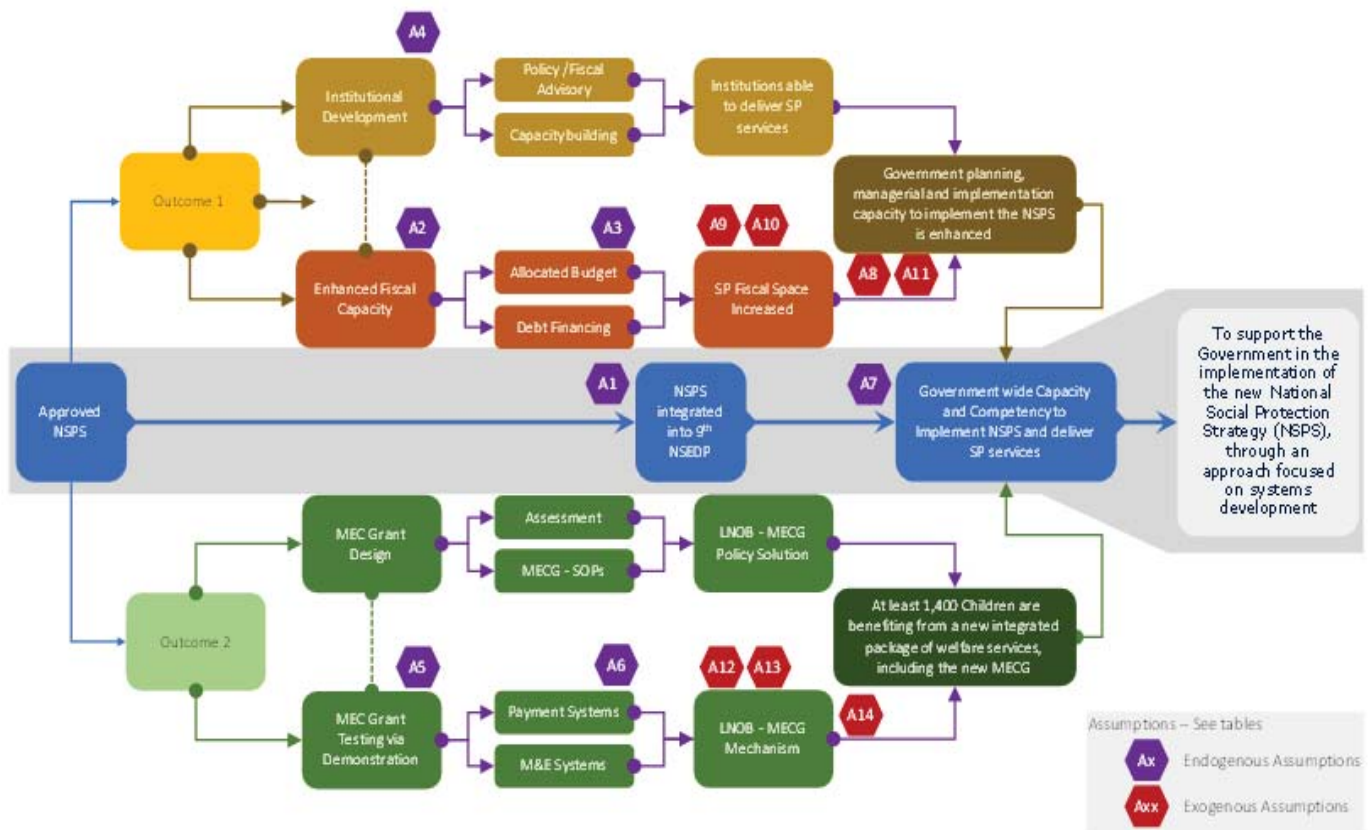 A4
Institutional
Development
Policy /Fiscal
Advisory
Capacity building
Institutions able
to deliver SP
services
Outcome 1
Government planning,
managerial and implementation
capacity to implement the NSPS
is enhanced
A2
A3
A9
A10
Enhanced Fiscal
Capacity
Allocated Budget
Debt Financing
SP Fiscal Space
Increased
A8
A11
Approved
NSPS
A1
NSPS
integrated
into 9th
NSEDP
A7
Government wide Capacity
and Competency to
Implement NSPS and deliver
SP services
To support the
Government in the
implementation of
the new National
Social Protection
Strategy (NSPS),
through an
approach focused
on systems
development
MEC Grant
Design
Assessment
MECG - SOPs
LNOB - MECG
Policy Solution
Outcome 2
At least 1,400 Children are
benefiting from a new integrated
package of welfare services,
including the new MECG
A5
A6
A12
A13
MEC Grant
Testing via
Demonstration
Payment Systems
M&E Systems
LNOB - MECG
Mechanism
A14
Assumptions – See tables
Ax
Endogenous Assumptions
Axx
Exogenous Assumptions